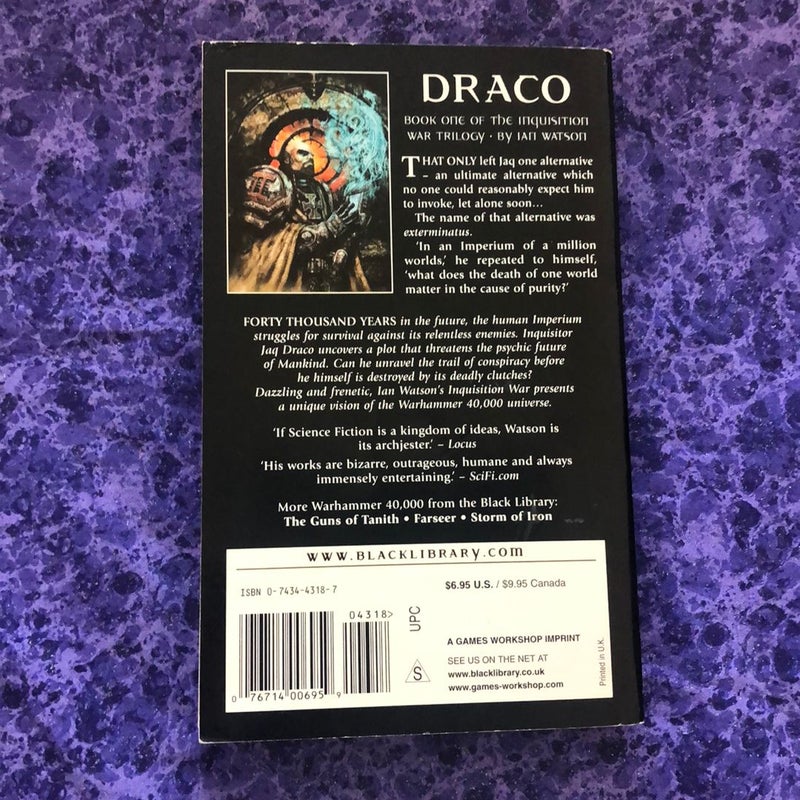 DRACO
BOOK ONE OF THE INQUISITION
WAR TRILOGY · BY IAN WATSON
THAT ONLY left Jaq one alternative
– an ultimate alternative which
no one could reasonably expect him
to invoke, let alone soon…
The name of that alternative was
exterminatus.
‘In an Imperium of a million
worlds,’ he repeated to himself,
‘what does the death of one world
matter in the cause of purity?’
FORTY THOUSAND YEARS in the future, the human Imperium
struggles for survival against its relentless enemies. Inquisitor
Jaq Draco uncovers a plot that threatens the psychic future
of Mankind. Can he unravel the trail of conspiracy before
he himself is destroyed by its deadly clutches?
Dazzling and frenetic, Ian Watson’s Inquisition War presents
a unique vision of the Warhammer 40,000 universe.
‘If Science Fiction is a kingdom of ideas, Watson is
its archjester.’ – Locus
‘His works are bizarre, outrageous, humane and always
immensely entertaining.’ – SciFi.com
More Warhammer 40,000 from the Black Library:
The Guns of Tanith • Farseer • Storm of Iron
WWW.BLACKLIBRARY.COM
ISBN 0-7434-4318-7
$6.95 U.S. / $9.95 Canada
04318>
UPC
0 76714 00695 9
S
A GAMES WORKSHOP IMPRINT
SEE US ON THE NET AT
www.blacklibrary.co.uk
www.games-workshop.com
Printed in U.K.